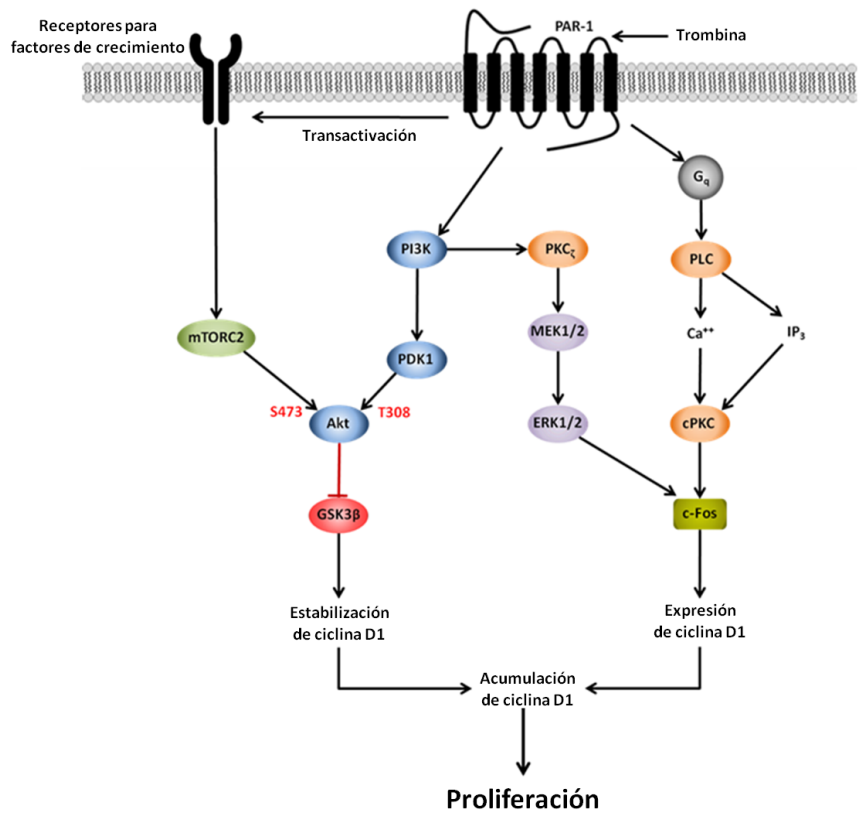 Receptores para
factores de crecimiento
PAR-1
Trombina
Transactivación
Gq
PI3K
PKCζ
PLC
mTORC2
MEK1/2
Ca++
IP3
PDK1
S473
T308
Akt
ERK1/2
cPKC
GSK3β
c-Fos
Estabilización
de ciclina D1
Expresión
de ciclina D1
Acumulación
de ciclina D1
Proliferación